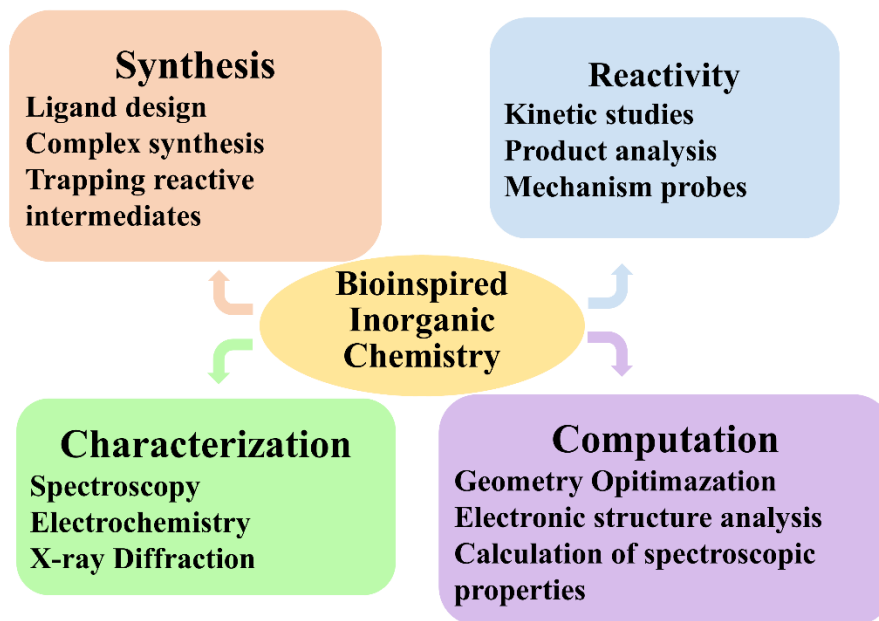 Synthesis
Ligand design
Complex synthesis
Trapping reactive
intermediates
Reactivity
Kinetic studies
Product analysis
Mechanism probes
Bioinspired
Inorganic
Chemistry
Characterization
Spectroscopy
Electrochemistry
X-ray Diffraction
Computation
Geometry Opitimazation
Electronic structure analysis
Calculation of spectroscopic
properties